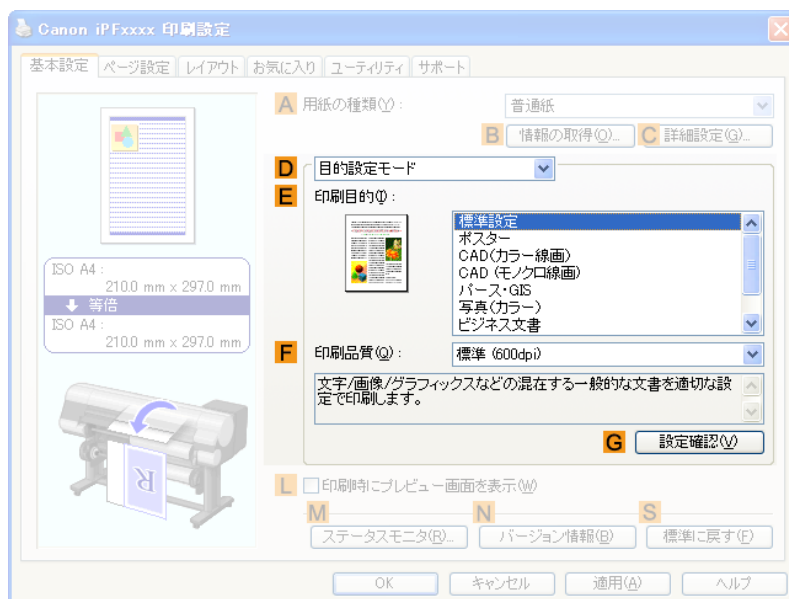 Canon iPFxxxx 印刷設定
基本設定 ページ設定 レイアウト お気に入り ユーティリティ サポート
A 用紙の種類(Y): 普通紙
B 情報の取得(O)... C 詳細設定(G)...
D 目的設定モード
E 印刷目的(I):
標準設定
ポスター
CAD(カラー線画)
CAD (モノクロ線画)
パース・GIS
写真(カラー)
ビジネス文書
ISO A4 :
210.0 mm x 297.0 mm
等倍
ISO A4 :
210.0 mm x 297.0 mm
F 印刷品質(Q): 標準 (600dpi)
文字/画像/グラフィックスなどの混在する一般的な文書を適切な設
定で印刷します。
G 設定確認(V)
R
L 印刷時にプレビュー画面を表示(W)
M N S
ステータスモニタ(R)... バージョン情報(B) 標準に戻す(F)
OK キャンセル 適用(A) ヘルプ